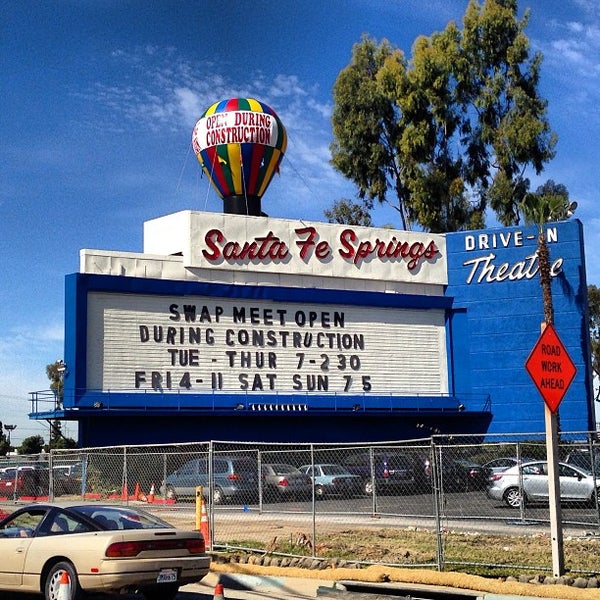 OPEN DURING
CONSTRUCTION
Santa Fe Springs
DRIVE-IN
Theatre
SWAP MEET OPEN
DURING CONSTRUCTION
TUE - THUR 7-230
FRI 4-11 SAT SUN 7 5
ROAD
WORK
AHEAD